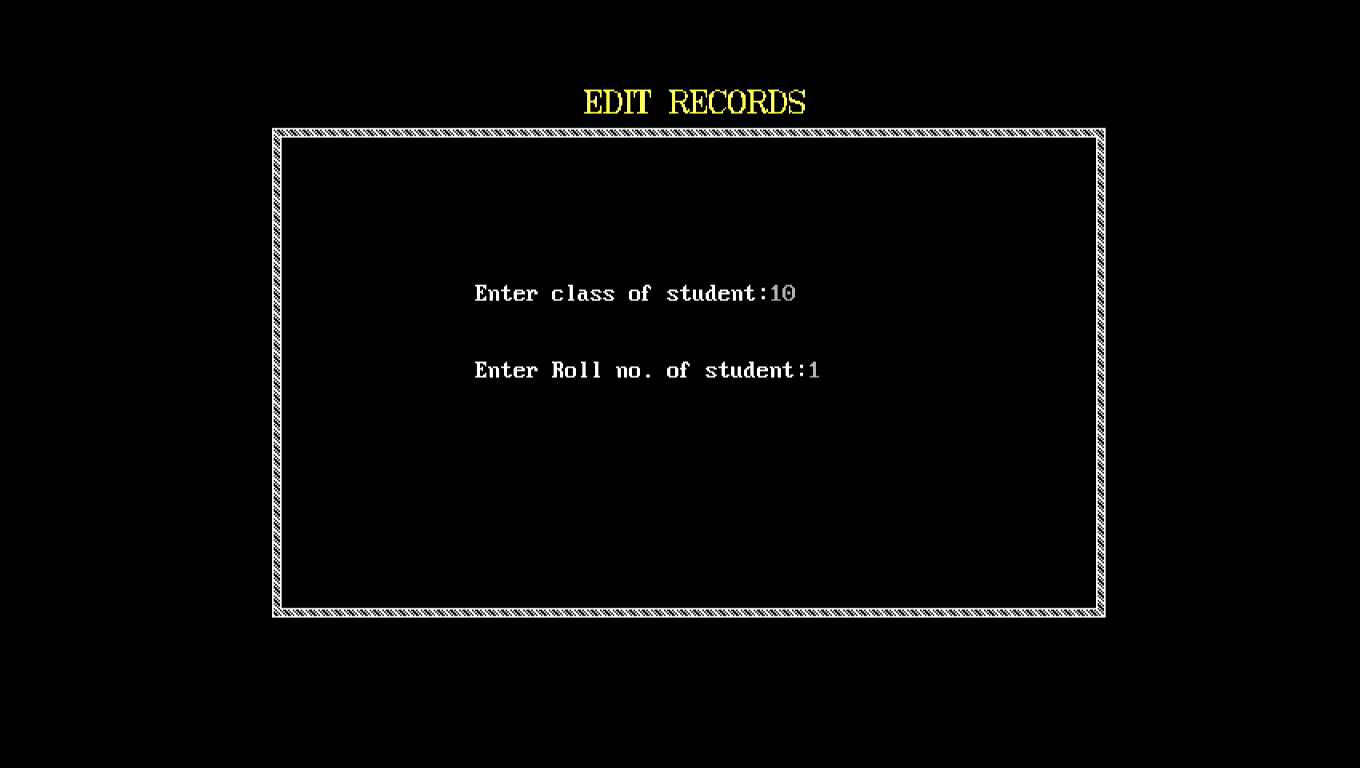 EDIT RECORDS
Enter class of student:10
Enter Roll no. of student:1